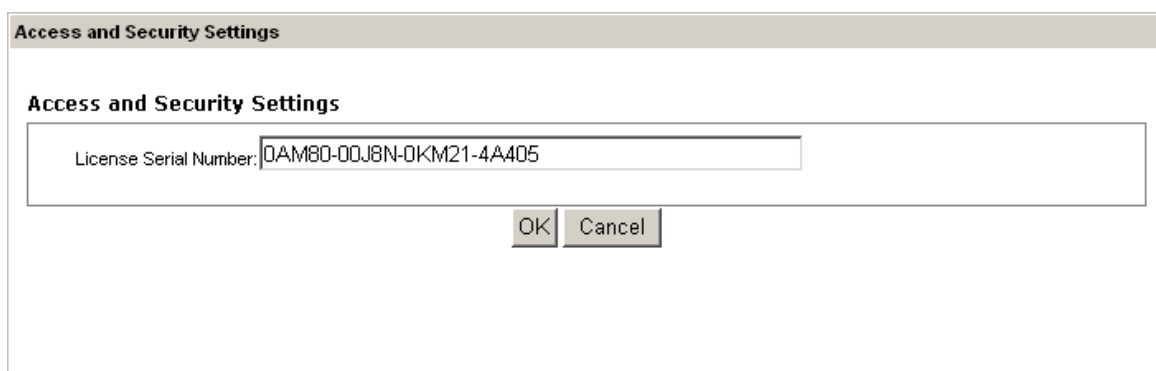 Access and Security Settings
Access and Security Settings
License Serial Number: 0AM80-00J8N-0KM21-4A405
OK Cancel